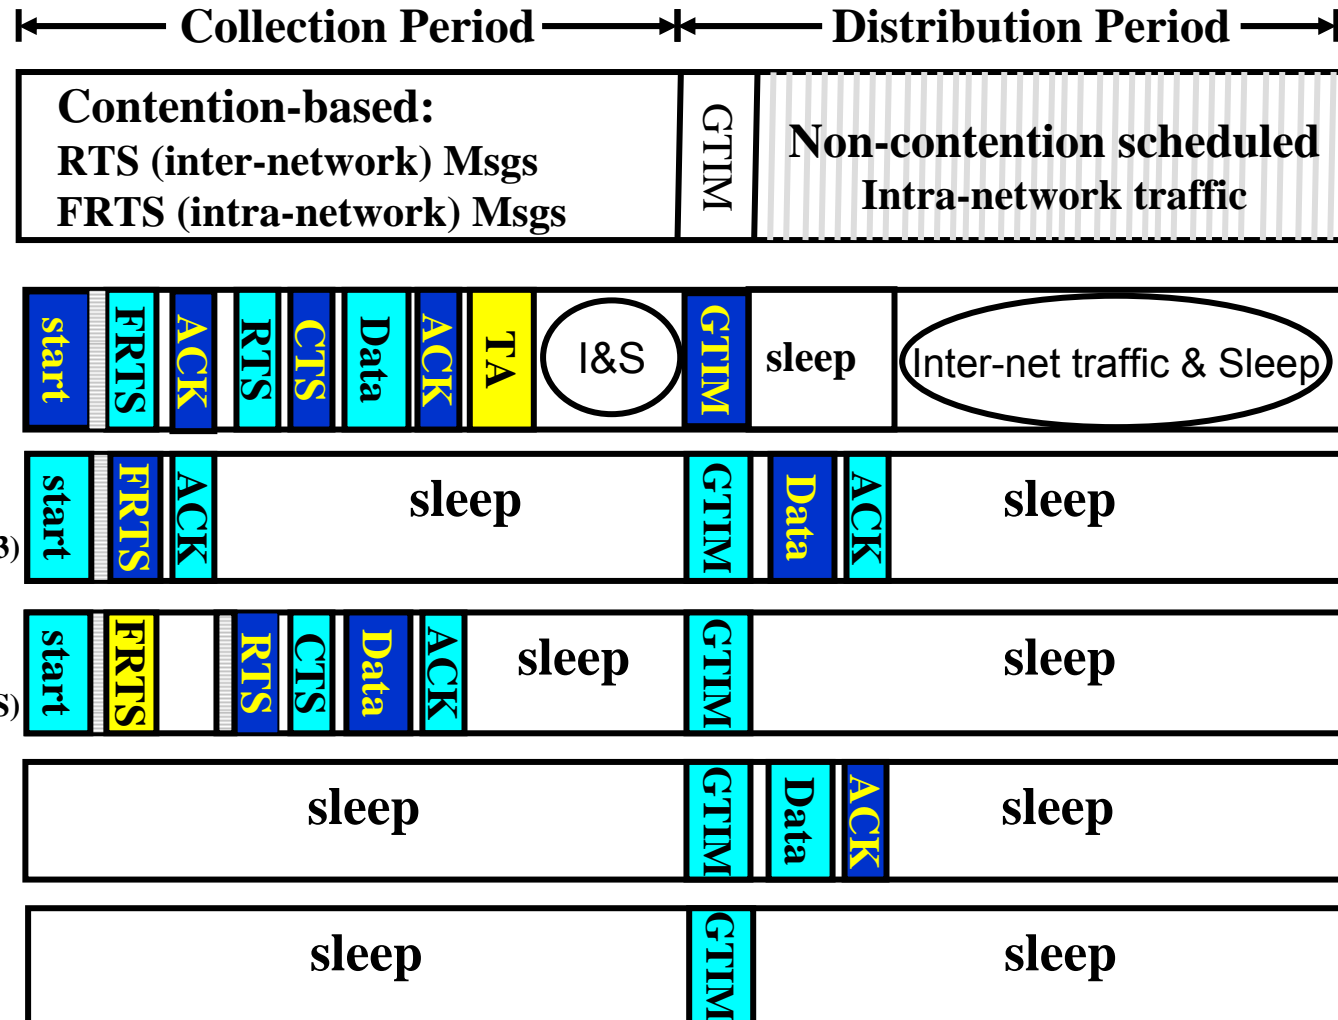 Collection Period
Distribution Period
Contention-based:
RTS (inter-network) Msgs
FRTS (intra-network) Msgs
GTIM
Non-contention scheduled
Intra-network traffic
start
FRTS
ACK
RTS
CTS
Data
ACK
TA
I&S
GTIM
sleep
Inter-net traffic & Sleep
3)
start
FRTS
ACK
sleep
GTIM
Data
ACK
sleep
S)
start
FRTS
RTS
CTS
Data
ACK
sleep
GTIM
sleep
sleep
GTIM
Data
ACK
sleep
sleep
GTIM
sleep